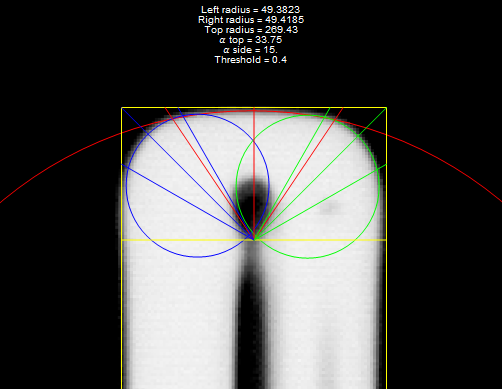 Left radius = 49.3823
Right radius = 49.4185
Top radius = 269.43
α top = 33.75
α side = 15.
Threshold = 0.4